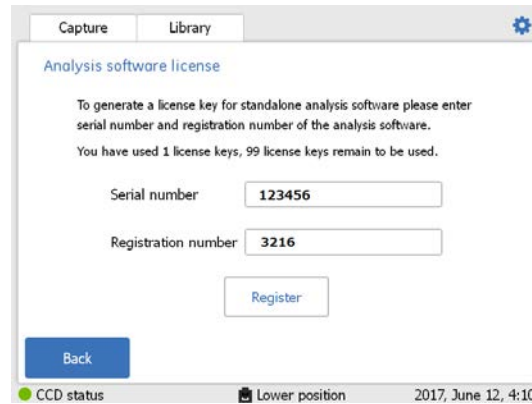 Capture Library
Analysis software license
To generate a license key for standalone analysis software please enter
serial number and registration number of the analysis software.
You have used 1 license keys, 99 license keys remain to be used.
Serial number 123456
Registration number 3216
Register
Back
CCD status Lower position 2017, June 12, 4:10